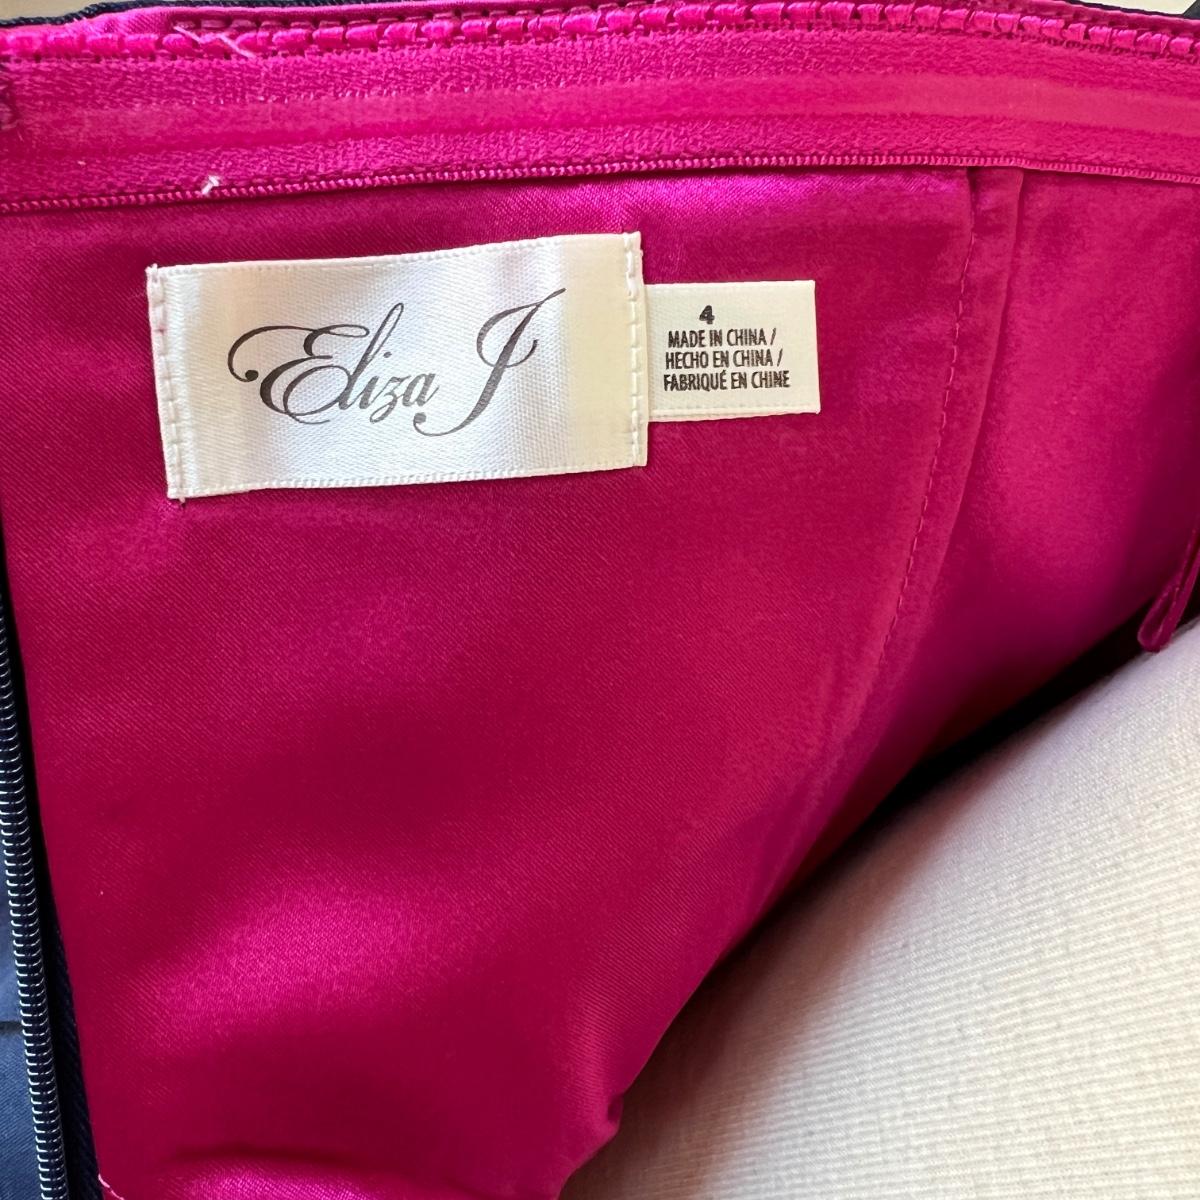 Eliza J
4
MADE IN CHINA /
HECHO EN CHINA /
FABRIQUÉ EN CHINE